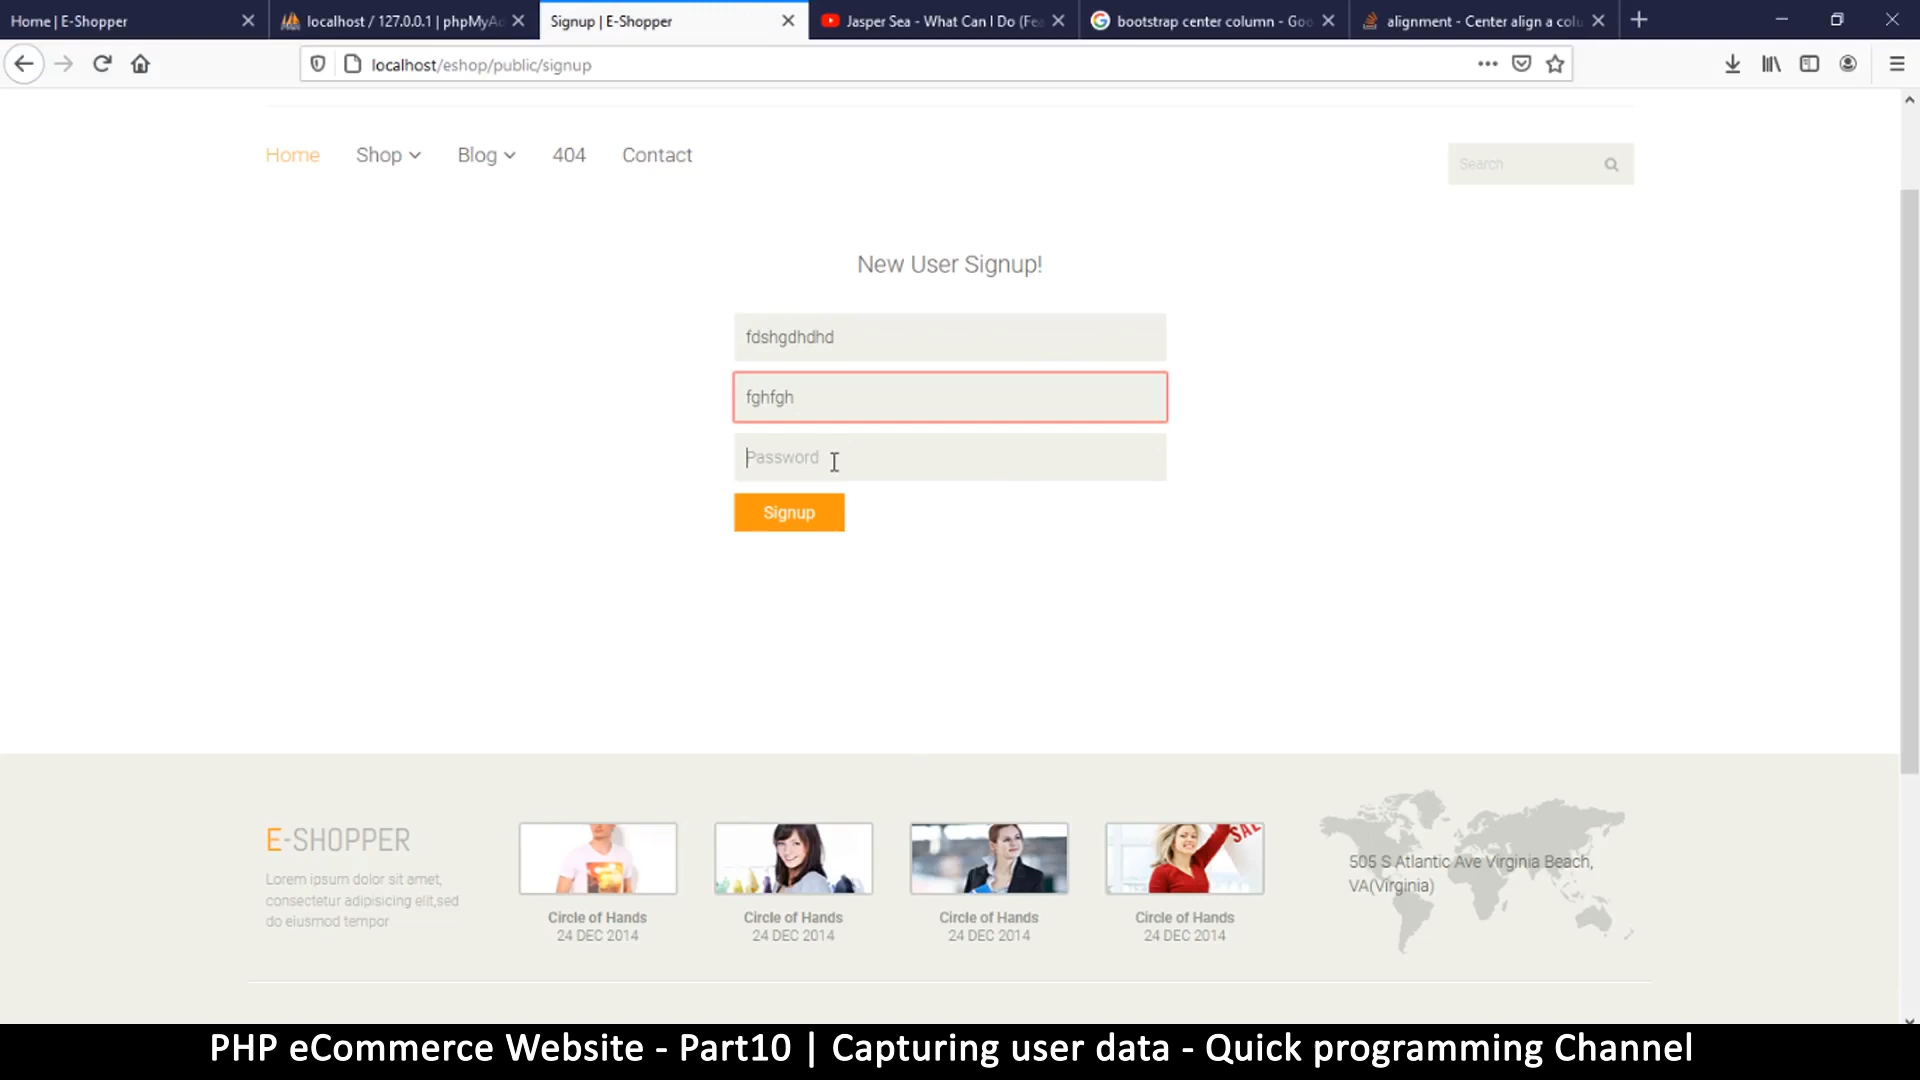 Home | E-Shopper
localhost / 127.0.0.1 | phpMyAc
Signup | E-Shopper
Jasper Sea - What Can I Do (Fea
bootstrap center column - Goo
alignment - Center align a colu
localhost/eshop/public/signup
Home
Shop
Blog
404
Contact
Search
New User Signup!
fdshgdhdhd
fghfgh
Password
Signup
E-SHOPPER
Lorem ipsum dolor sit amet,
consectetur adipisicing elit,sed
do eiusmod tempor
Circle of Hands
24 DEC 2014
Circle of Hands
24 DEC 2014
Circle of Hands
24 DEC 2014
SAL
Circle of Hands
24 DEC 2014
505 S Atlantic Ave Virginia Beach,
VA(Virginia)
PHP eCommerce Website - Part10 | Capturing user data - Quick programming Channel